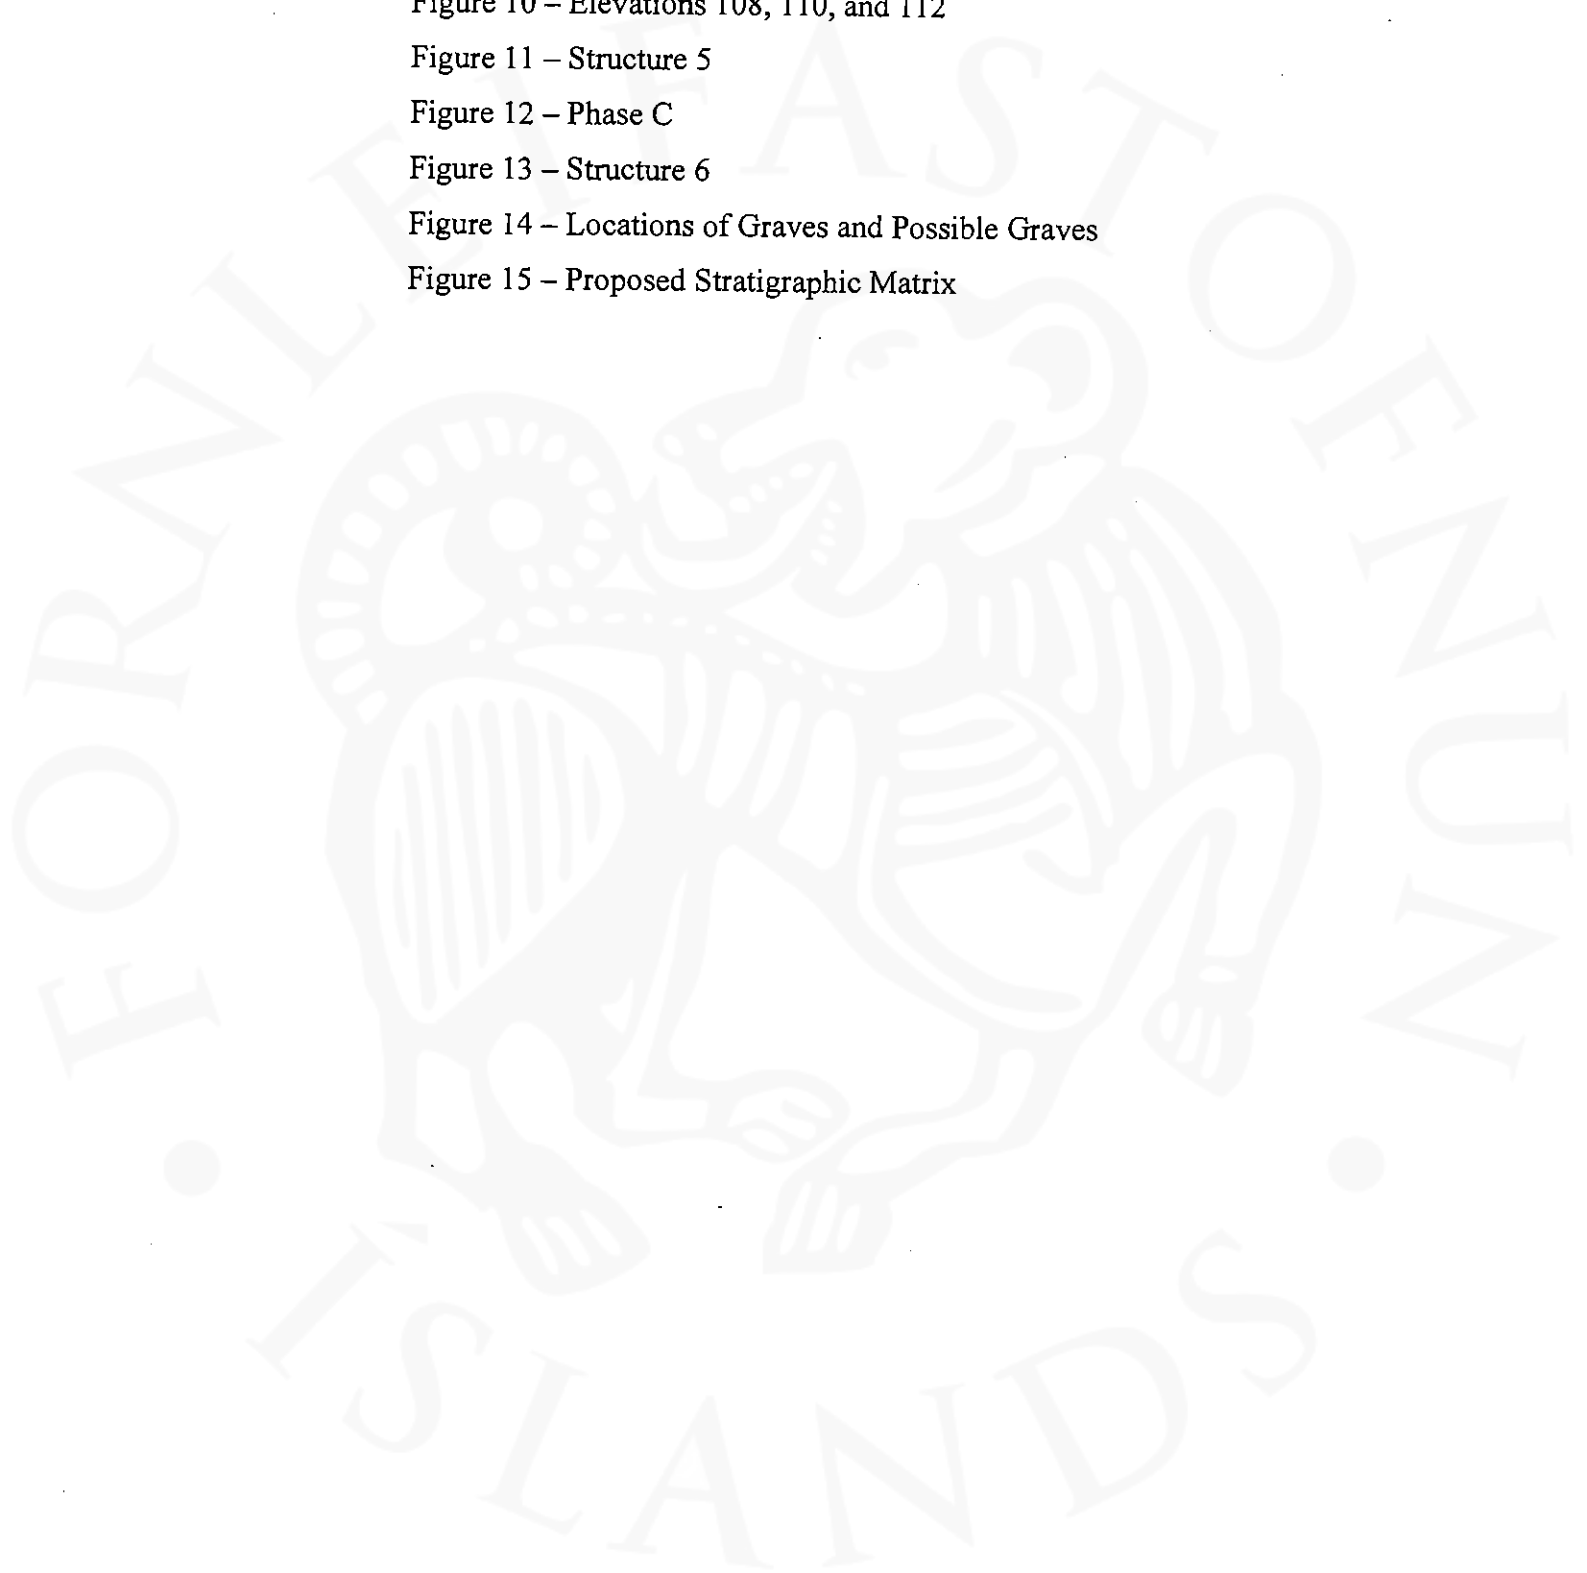 Figure 10 – Elevations 108, 110, and 112
Figure 11 – Structure 5
Figure 12 – Phase C
Figure 13 – Structure 6
Figure 14 – Locations of Graves and Possible Graves
Figure 15 – Proposed Stratigraphic Matrix
FORNLEIFASTOFNUN
ÍSLANDS